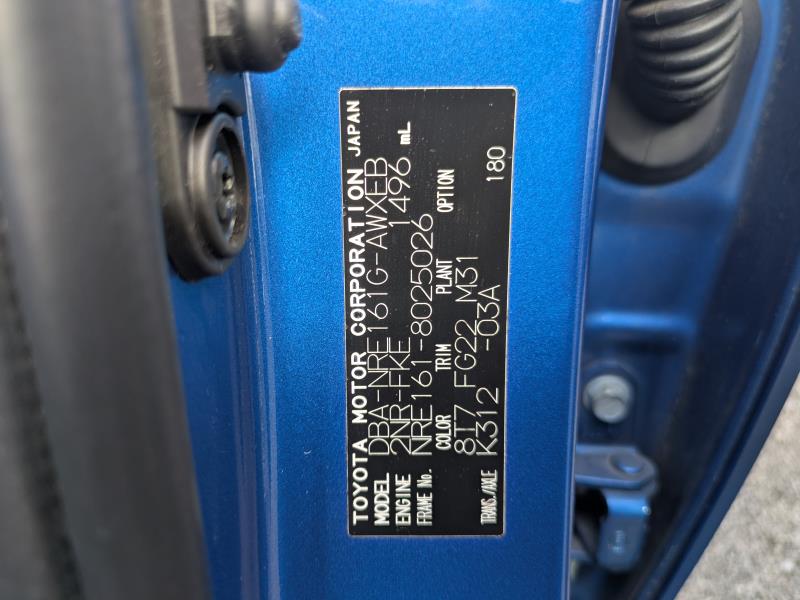 TOYOTA MOTOR CORPORATION JAPAN
MODEL DBA-NRE161G-AWXEB
ENGINE 2NR-FKE 1496 mL
FRAME No. NRE161-8025026
COLOR TRIM PLANT OPTION
8T7 FG22 M31
TRANS./AXLE K312 -03A 180